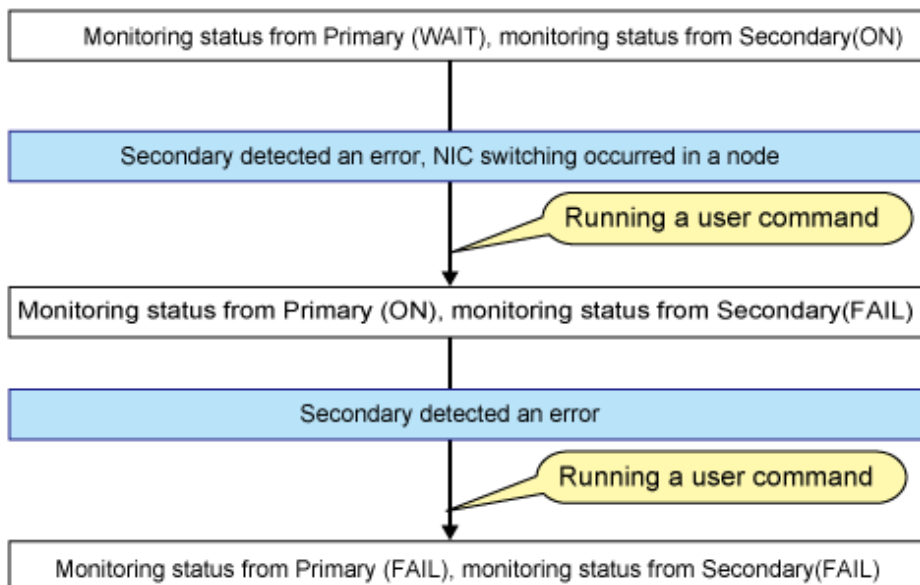 Monitoring status from Primary (WAIT), monitoring status from Secondary(ON)
Secondary detected an error, NIC switching occurred in a node
Running a user command
Monitoring status from Primary (ON), monitoring status from Secondary(FAIL)
Secondary detected an error
Running a user command
Monitoring status from Primary (FAIL), monitoring status from Secondary(FAIL)